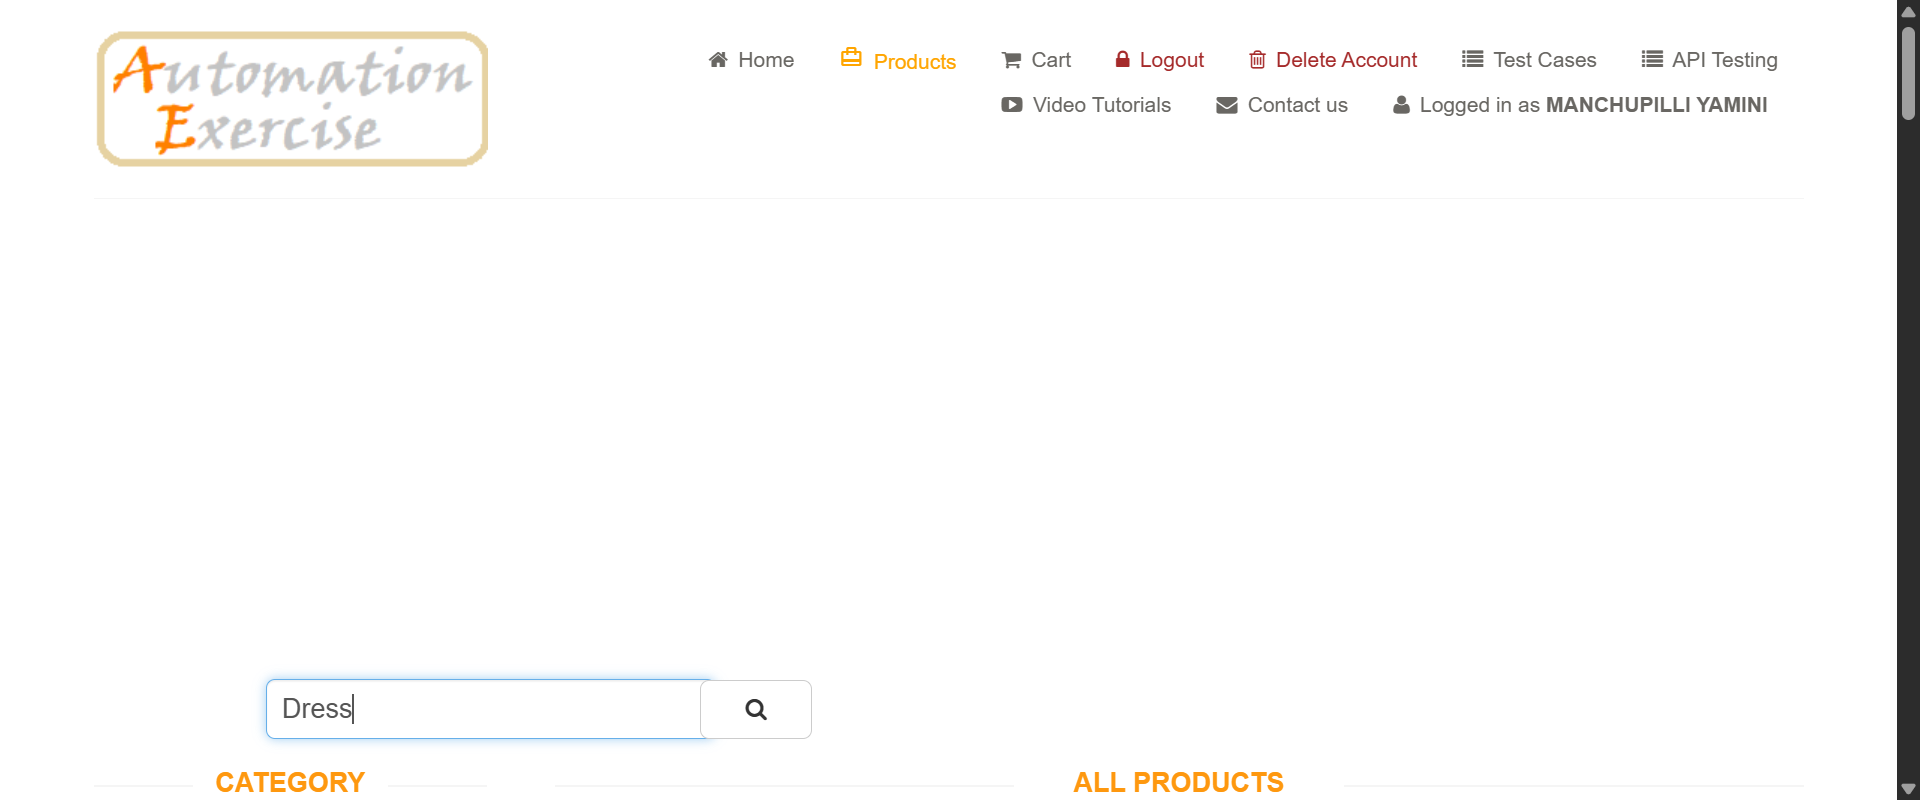 Automation
Exercise
Home Products Cart Logout Delete Account Test Cases API Testing
Video Tutorials Contact us Logged in as MANCHUPILLI YAMINI
Dress
CATEGORY ALL PRODUCTS